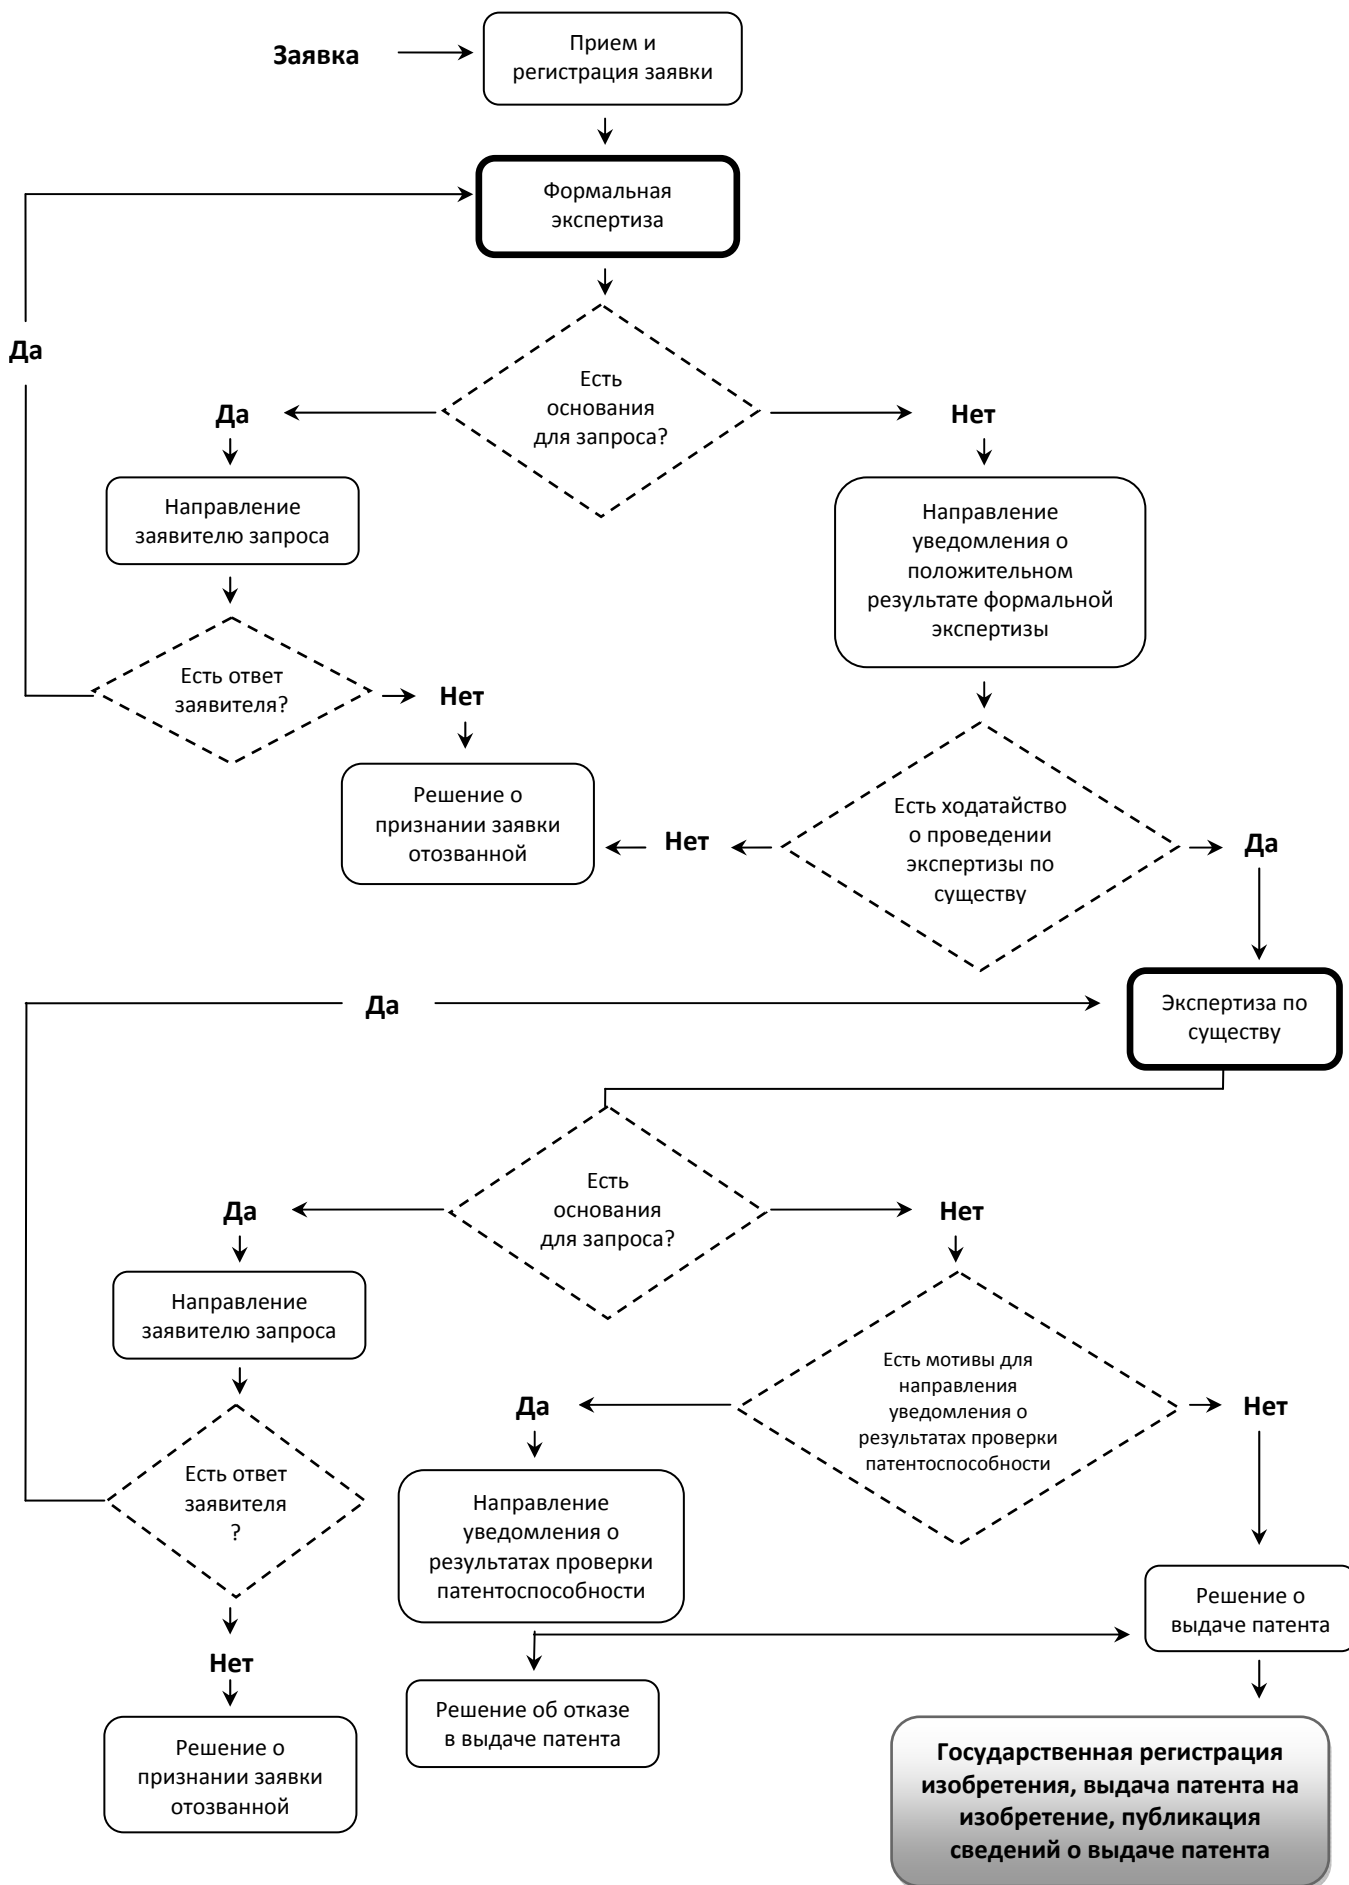 Заявка
Прием и
регистрация заявки
Формальная
экспертиза
Да
Есть
основания
для запроса?
Да
Нет
Направление
заявителю запроса
Направление
уведомления о
положительном
результате формальной
экспертизы
Есть ответ
заявителя?
Нет
Решение о
признании заявки
отозванной
Нет
Есть ходатайство
о проведении
экспертизы по
существу
Да
Да
Экспертиза по
существу
Есть
основания
для запроса?
Да
Нет
Направление
заявителю запроса
Есть мотивы для
направления
уведомления о
результатах проверки
патентоспособности
Да
Нет
Есть ответ
заявителя
?
Направление
уведомления о
результатах проверки
патентоспособности
Решение о
выдаче патента
Нет
Решение об отказе
в выдаче патента
Решение о
признании заявки
отозванной
Государственная регистрация
изобретения, выдача патента на
изобретение, публикация
сведений о выдаче патента